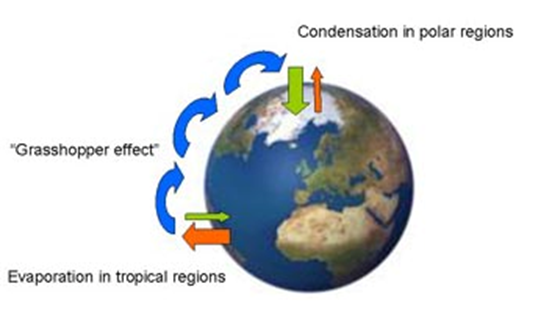 Condensation in polar regions
“Grasshopper effect”
Evaporation in tropical regions